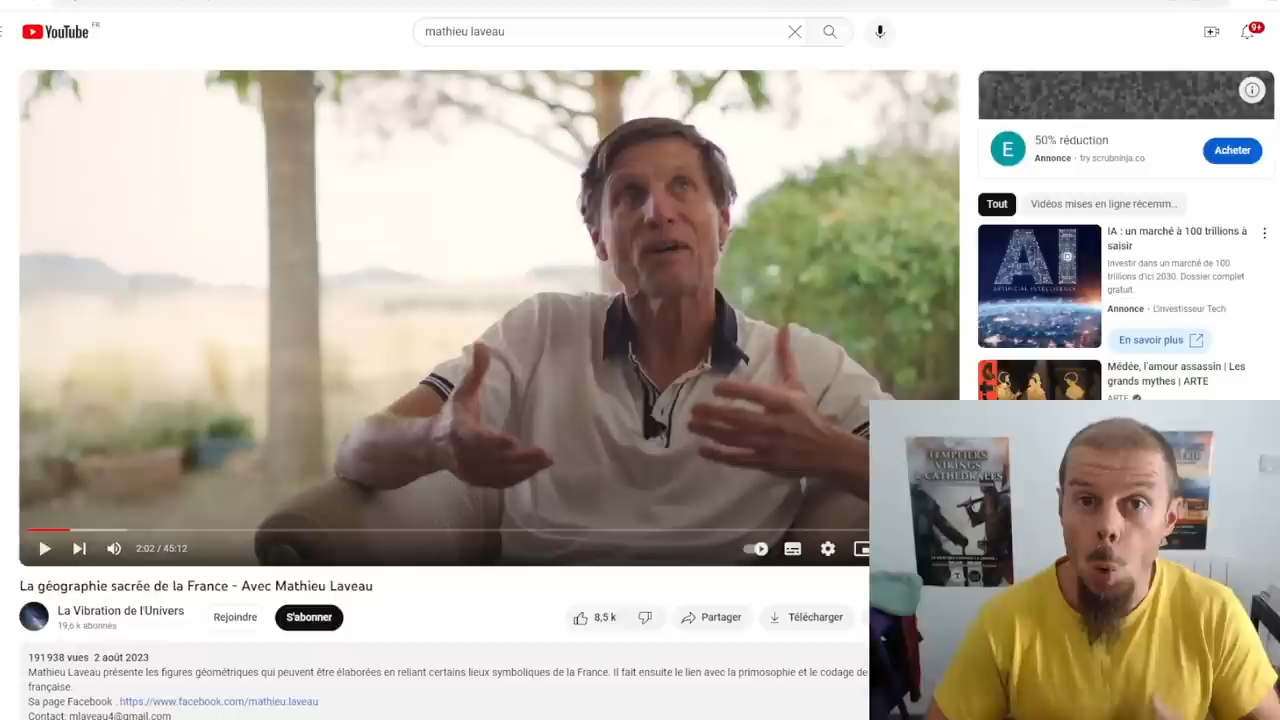 YouTube FR
mathieu laveau
9+
2:02 / 45:12
La géographie sacrée de la France - Avec Mathieu Laveau
La Vibration de l'Univers
19,6 k abonnés
Rejoindre
S'abonner
8,5 k
Partager
Télécharger
191 938 vues 2 août 2023
Mathieu Laveau présente les figures géométriques qui peuvent être élaborées en reliant certains lieux symboliques de la France. Il fait ensuite le lien avec la primosophie et le codage de
française.
Sa page Facebook . https://www.facebook.com/mathieu.laveau
Contact: mlaveau4@gmail.com
E
50% réduction
Annonce · try.scrubninja.co
Acheter
Tout
Vidéos mises en ligne récemm...
AI
ARTIFICIAL INTELLIGENCE
IA : un marché à 100 trillions à
saisir
Investir dans un marché de 100
trillions d'ici 2030. Dossier complet
gratuit.
Annonce · L'investisseur Tech
En savoir plus
Médée, l'amour assassin | Les
grands mythes | ARTE
ARTE
TEMPLIERS
VIKINGS
& CATHÉDRALES